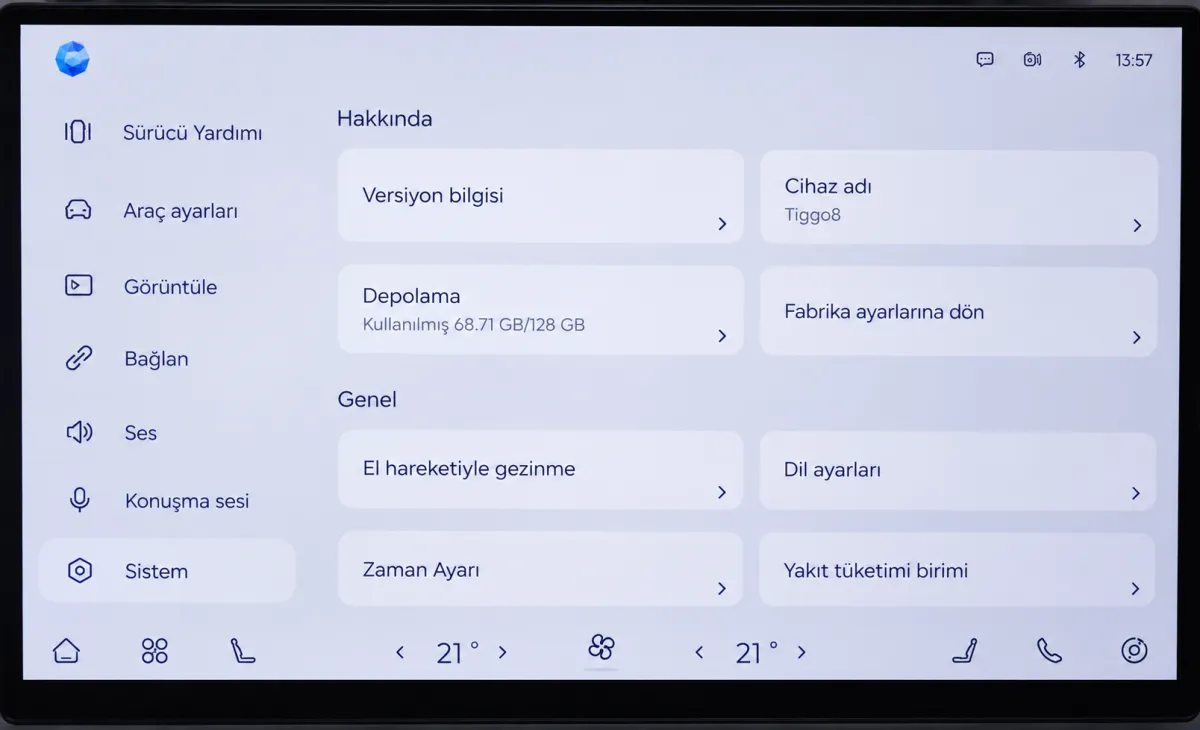 13:57
Sürücü Yardımı
Araç ayarları
Görüntüle
Bağlan
Ses
Konuşma sesi
Sistem
Hakkında
Versiyon bilgisi
Cihaz adı
Tiggo8
Depolama
Kullanılmış 68.71 GB/128 GB
Fabrika ayarlarına dön
Genel
El hareketiyle gezinme
Dil ayarları
Zaman Ayarı
Yakıt tüketimi birimi
21°
21°